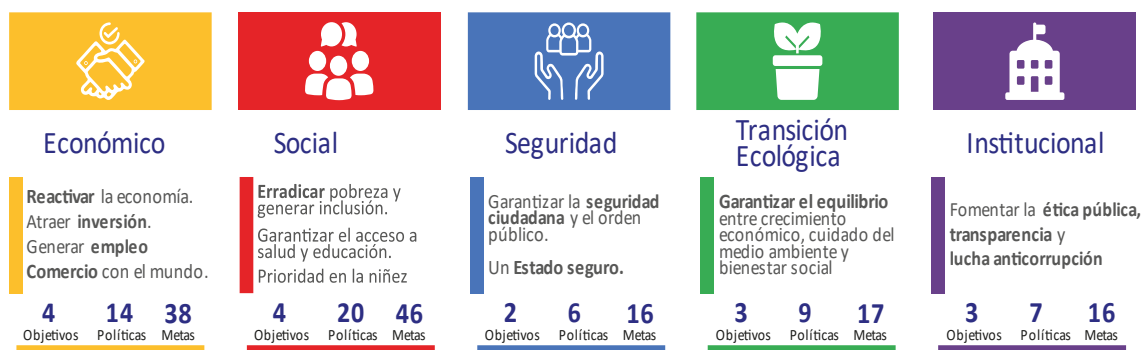 Económico
Reactivar la economía.
Atraer inversión.
Generar empleo
Comercio con el mundo.
4 14 38
Objetivos Políticas Metas
Social
Erradicar pobreza y
generar inclusión.
Garantizar el acceso a
salud y educación.
Prioridad en la niñez
4 20 46
Objetivos Políticas Metas
Seguridad
Garantizar la seguridad
ciudadana y el orden
público.
Un Estado seguro.
2 6 16
Objetivos Políticas Metas
Transición
Ecológica
Garantizar el equilibrio
entre crecimiento
económico, cuidado del
medio ambiente y
bienestar social
3 9 17
Objetivos Políticas Metas
Institucional
Fomentar la ética pública,
transparencia y
lucha anticorrupción
3 7 16
Objetivos Políticas Metas